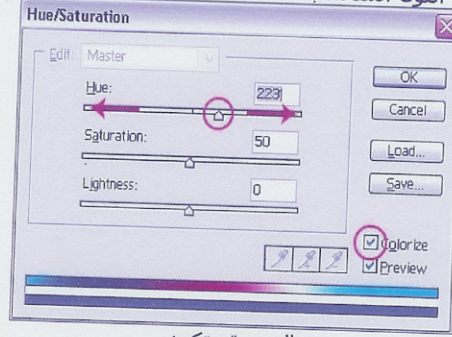 Hue/Saturation
Edit: Master
OK
Hue:
223
Cancel
Saturation:
50
Load...
Lightness:
0
Save...
Colorize
Preview